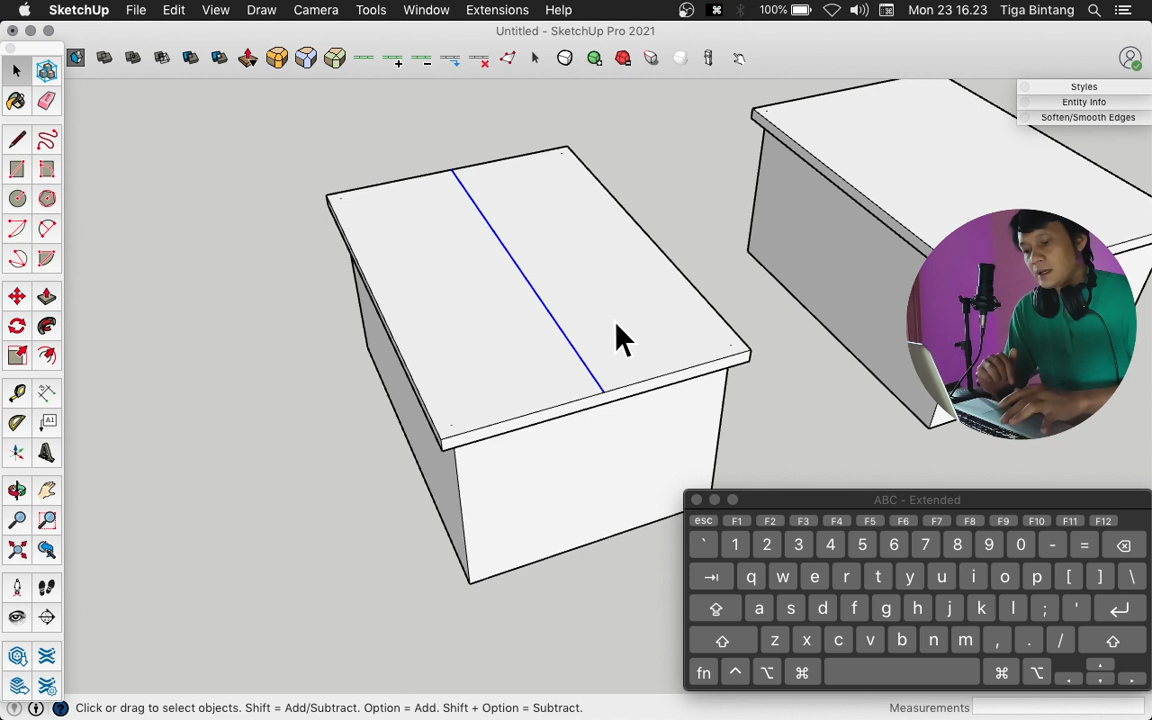 SketchUp File Edit View Draw Camera Tools Window Extensions Help 100% Mon 23 16.23 Tiga Bintang
Untitled - SketchUp Pro 2021
Styles
Entity Info
Soften/Smooth Edges
A1
ABC - Extended
esc F1 F2 F3 F4 F5 F6 F7 F8 F9 F10 F11 F12
` 1 2 3 4 5 6 7 8 9 0 - =
q w e r t y u i o p [ ] \
a s d f g h j k l ; '
z x c v b n m , . /
fn ^ ⌥ ⌘ ⌘ ⌥
Click or drag to select objects. Shift = Add/Subtract. Option = Add. Shift + Option = Subtract. Measurements